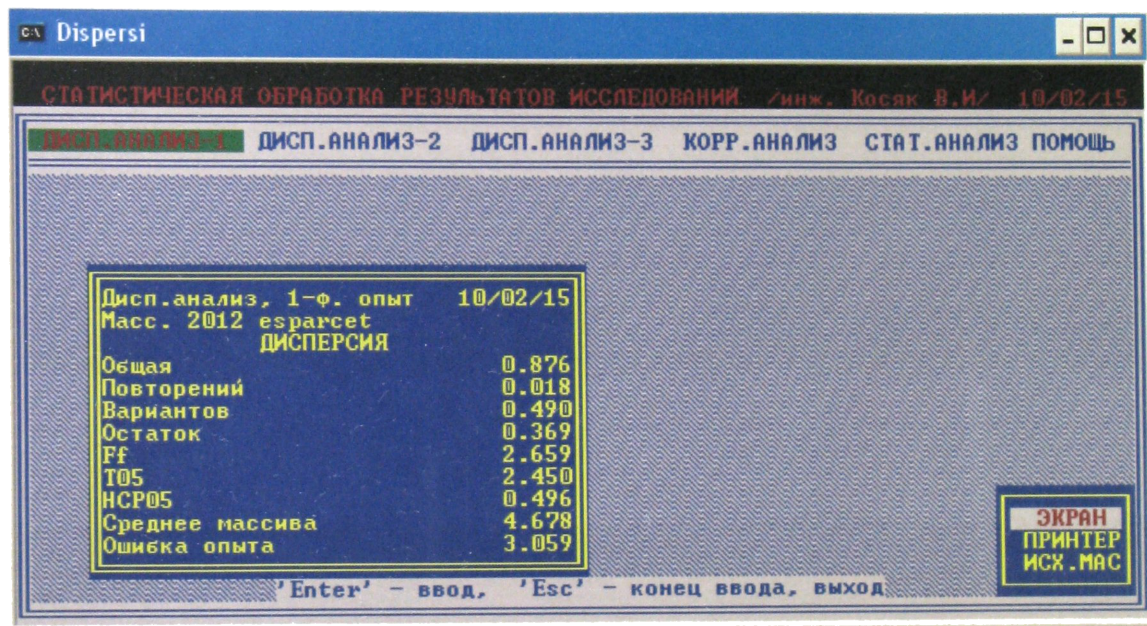 C:\ Dispersi
СТАТИСТИЧЕСКАЯ ОБРАБОТКА РЕЗУЛЬТАТОВ ИССЛЕДОВАНИЙ /инж. Косяк В.И/ 10/02/15
ДИСП.АНАЛИЗ-1 ДИСП.АНАЛИЗ-2 ДИСП.АНАЛИЗ-3 КОРР.АНАЛИЗ СТАТ.АНАЛИЗ ПОМОЩЬ
Дисп.анализ, 1-ф. опыт 10/02/15
Масс. 2012 esparcet
ДИСПЕРСИЯ
Общая 0.876
Повторений 0.018
Вариантов 0.490
Остаток 0.369
Ff 2.659
T05 2.450
НСР05 0.496
Среднее массива 4.678
Ошибка опыта 3.059
ЭКРАН
ПРИНТЕР
ИСХ.МАС
'Enter' - ввод, 'Esc' - конец ввода, выход